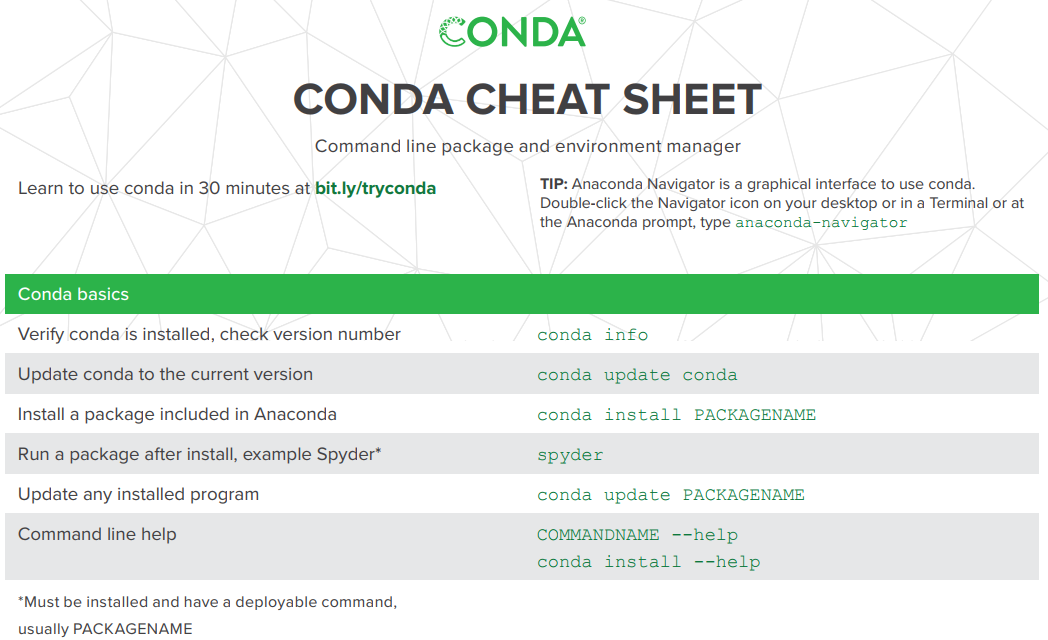 CONDA®
CONDA CHEAT SHEET
Command line package and environment manager
Learn to use conda in 30 minutes at bit.ly/tryconda
TIP: Anaconda Navigator is a graphical interface to use conda.
Double-click the Navigator icon on your desktop or in a Terminal or at
the Anaconda prompt, type anaconda-navigator
Conda basics
Verify conda is installed, check version number conda info
Update conda to the current version conda update conda
Install a package included in Anaconda conda install PACKAGENAME
Run a package after install, example Spyder* spyder
Update any installed program conda update PACKAGENAME
Command line help COMMANDNAME --help
conda install --help
*Must be installed and have a deployable command,
usually PACKAGENAME